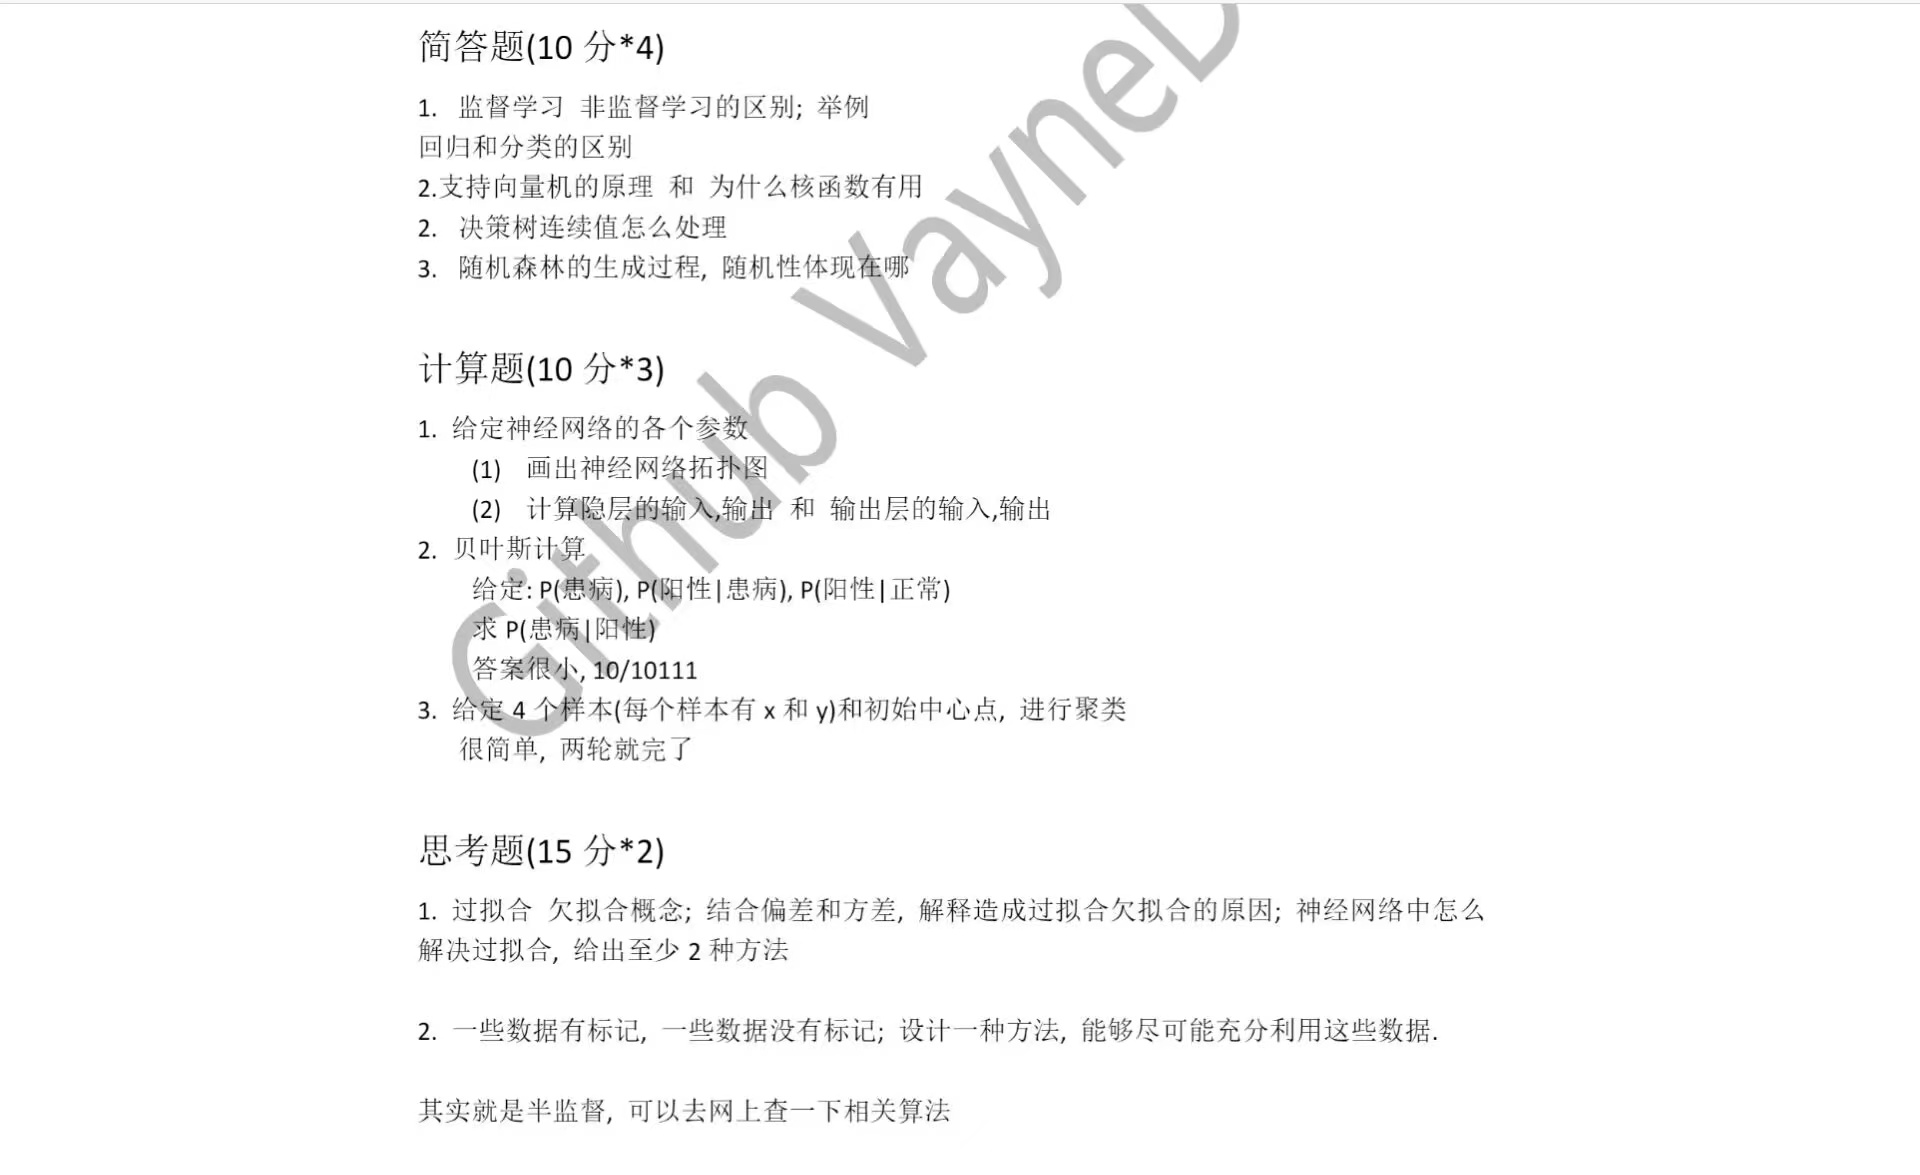 简答题(10 分*4)
1. 监督学习 非监督学习的区别; 举例
回归和分类的区别
2.支持向量机的原理 和 为什么核函数有用
2. 决策树连续值怎么处理
3. 随机森林的生成过程, 随机性体现在哪
计算题(10 分*3)
1. 给定神经网络的各个参数
(1) 画出神经网络拓扑图
(2) 计算隐层的输入,输出 和 输出层的输入,输出
2. 贝叶斯计算
给定: P(患病), P(阳性|患病), P(阳性|正常)
求 P(患病|阳性)
答案很小, 10/10111
3. 给定 4 个样本(每个样本有 x 和 y)和初始中心点, 进行聚类
很简单, 两轮就完了
思考题(15 分*2)
1. 过拟合 欠拟合概念; 结合偏差和方差, 解释造成过拟合欠拟合的原因; 神经网络中怎么
解决过拟合, 给出至少 2 种方法
2. 一些数据有标记, 一些数据没有标记; 设计一种方法, 能够尽可能充分利用这些数据.
其实就是半监督, 可以去网上查一下相关算法
Github VayneD